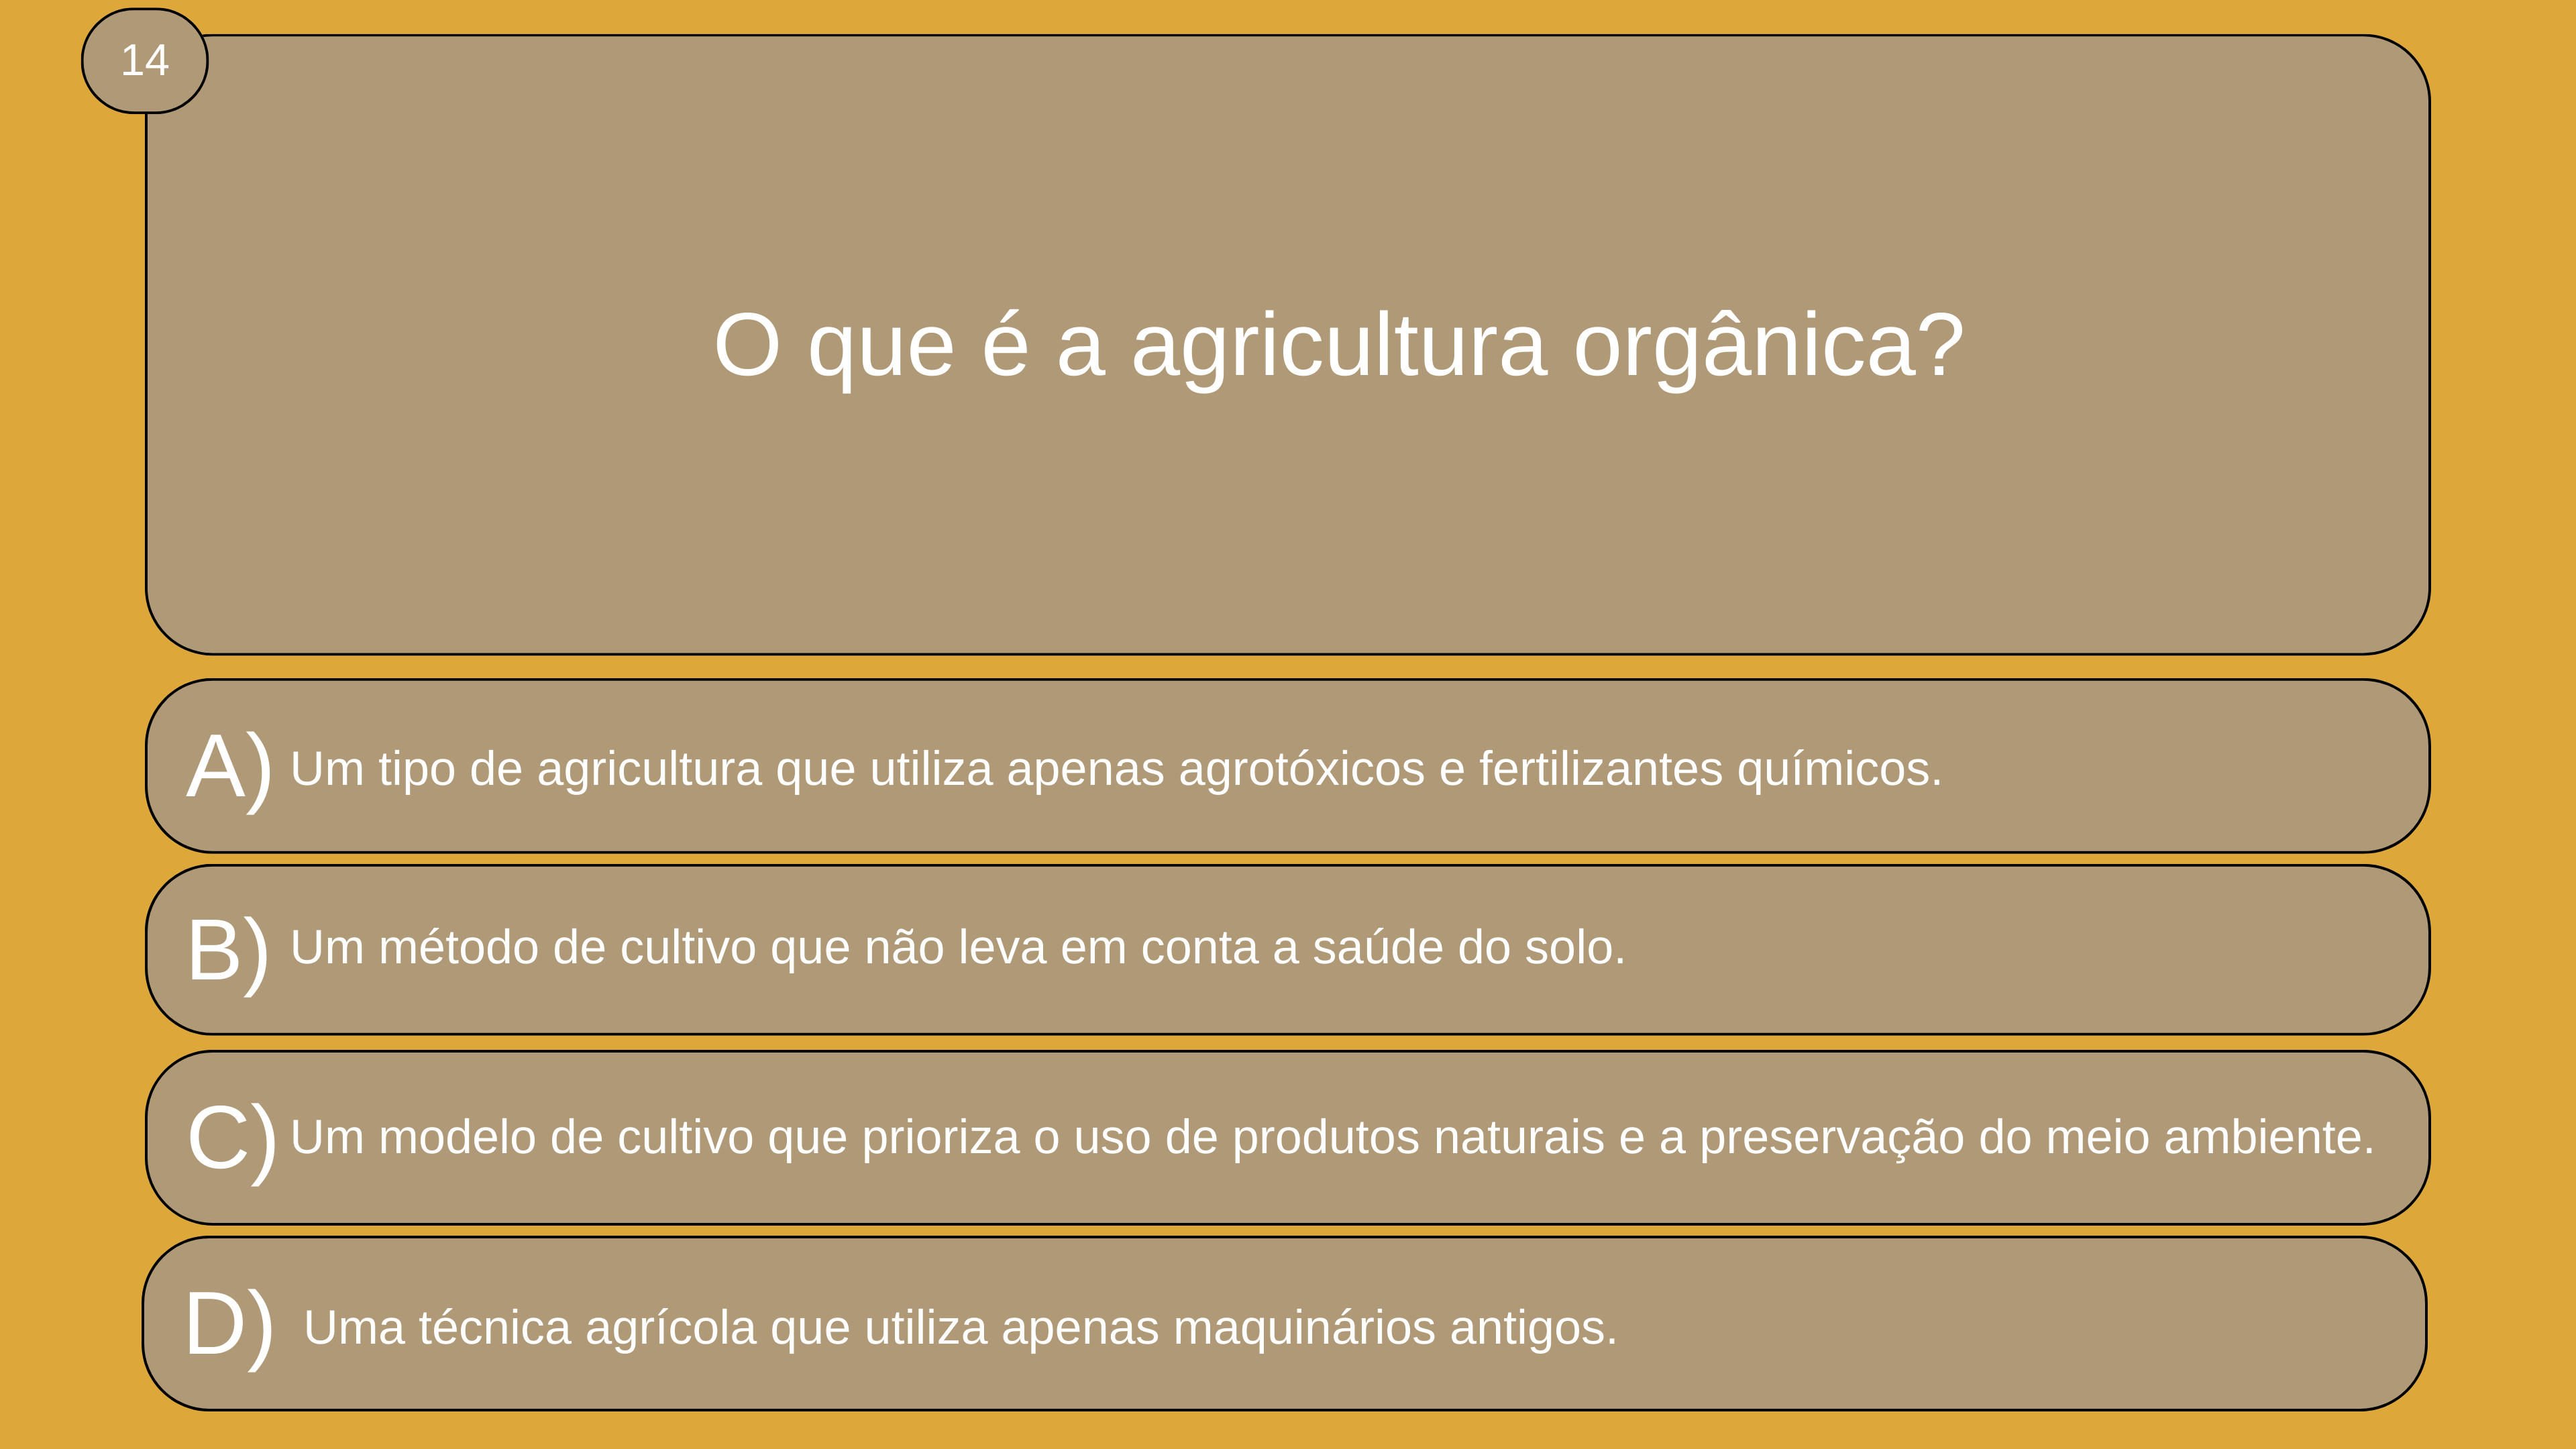 14
O que é a agricultura orgânica?
A) Um tipo de agricultura que utiliza apenas agrotóxicos e fertilizantes químicos.
B) Um método de cultivo que não leva em conta a saúde do solo.
C) Um modelo de cultivo que prioriza o uso de produtos naturais e a preservação do meio ambiente.
D) Uma técnica agrícola que utiliza apenas maquinários antigos.